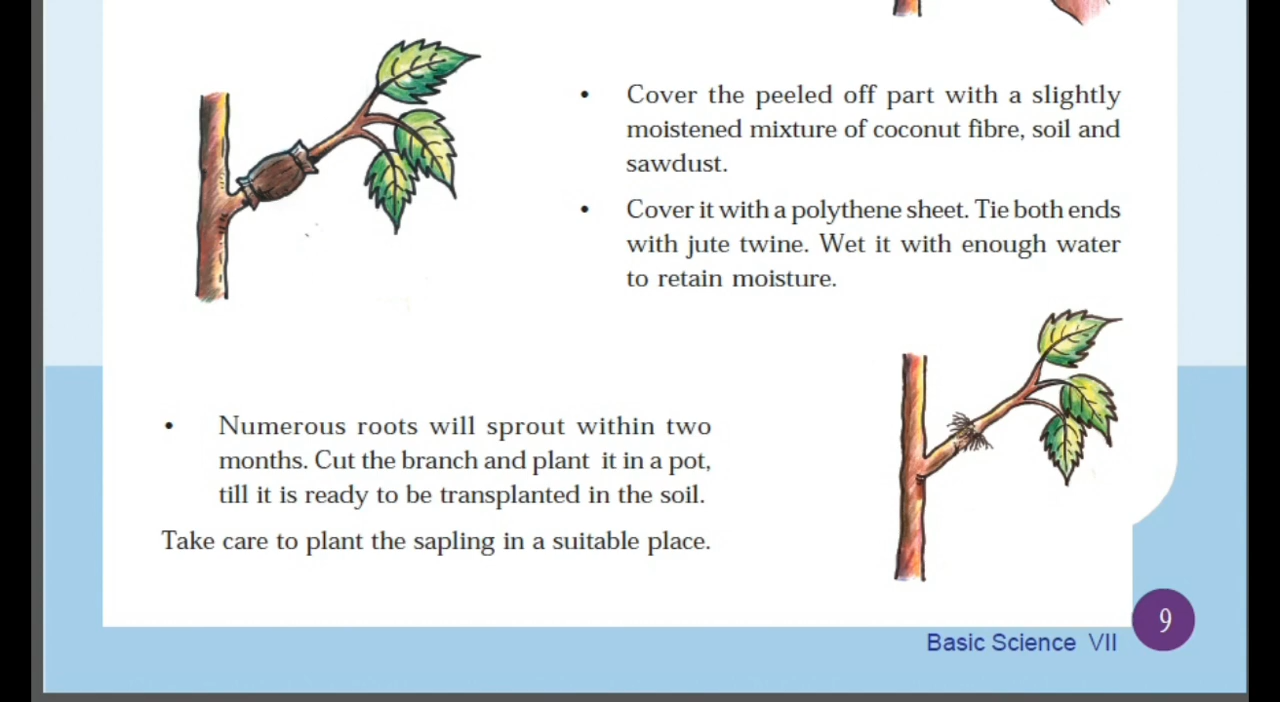 • Cover the peeled off part with a slightly
moistened mixture of coconut fibre, soil and
sawdust.
• Cover it with a polythene sheet. Tie both ends
with jute twine. Wet it with enough water
to retain moisture.
• Numerous roots will sprout within two
months. Cut the branch and plant it in a pot,
till it is ready to be transplanted in the soil.
Take care to plant the sapling in a suitable place.
9
Basic Science VII